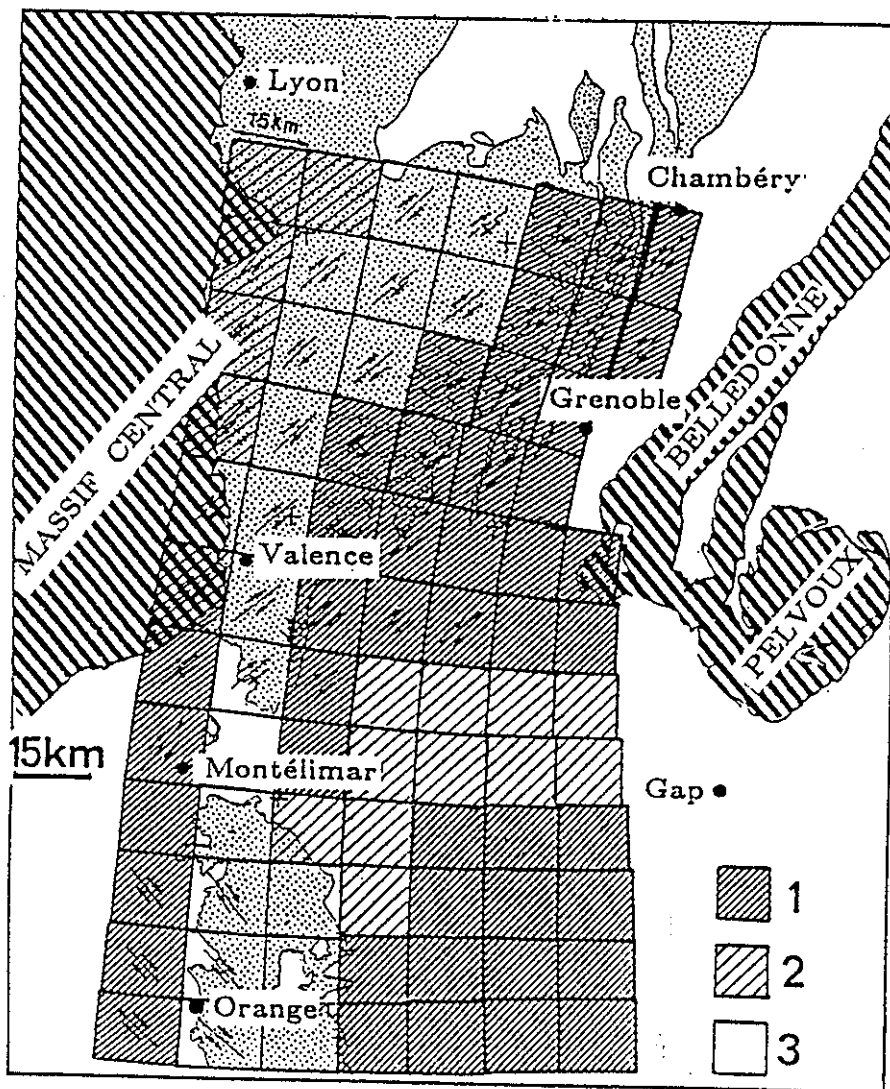 Lyon
15km
Chambéry
MASSIF CENTRAL
BELLEDONNE
Grenoble
Valence
PELVOUX
15km
Montélimar
Gap
1
2
Orange
3